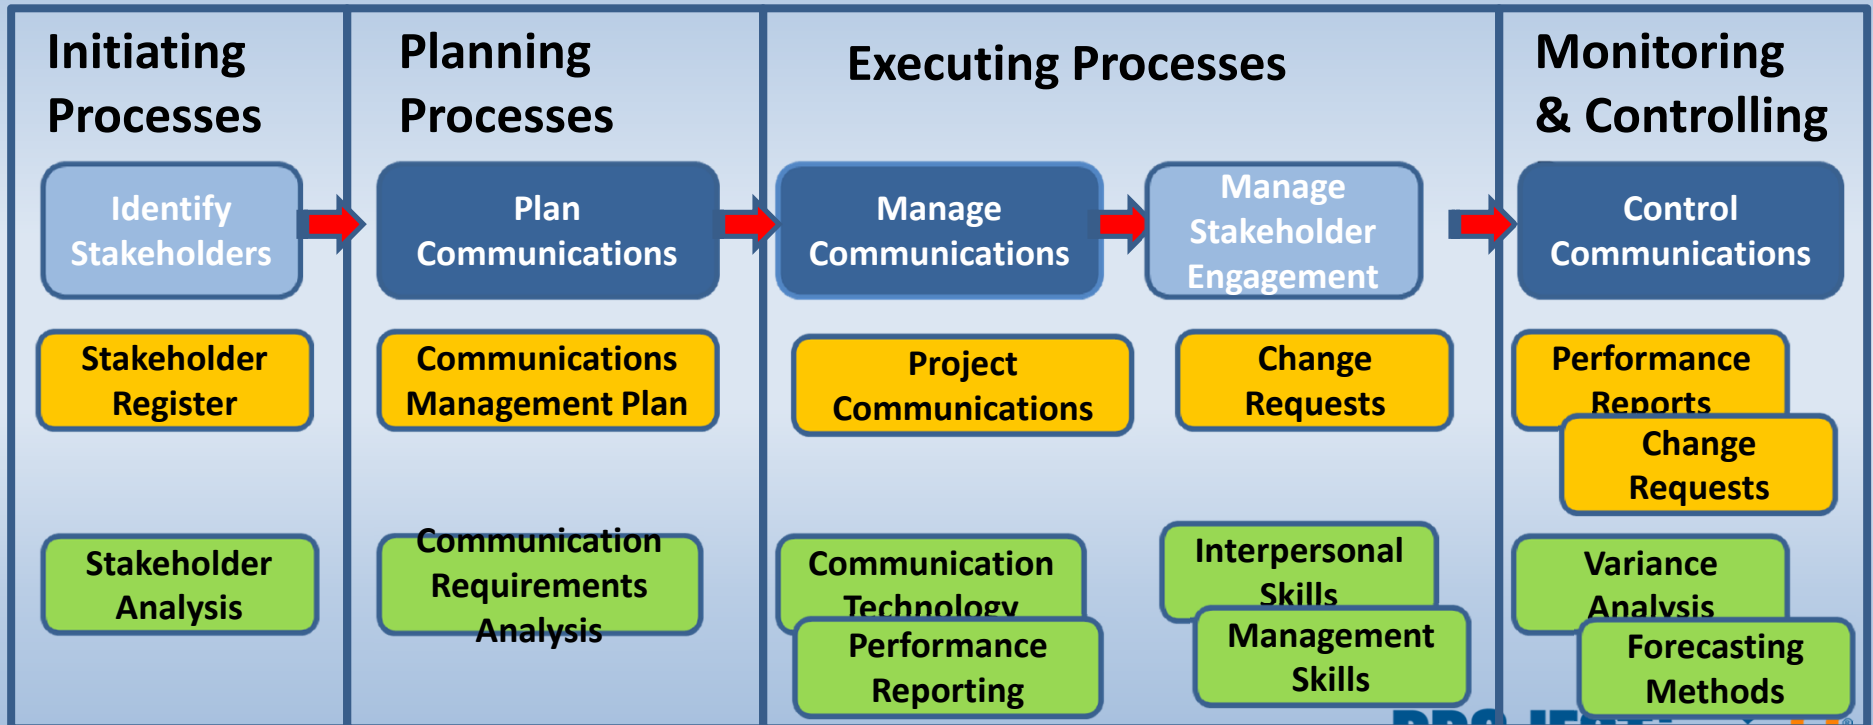 Initiating
Processes
Planning
Processes
Executing Processes
Monitoring
& Controlling
Identify
Stakeholders
Plan
Communications
Manage
Communications
Manage
Stakeholder
Engagement
Control
Communications
Stakeholder
Register
Communications
Management Plan
Project
Communications
Change
Requests
Performance
Reports
Change
Requests
Stakeholder
Analysis
Communication
Requirements
Analysis
Communication
Technology
Performance
Reporting
Interpersonal
Skills
Management
Skills
Variance
Analysis
Forecasting
Methods